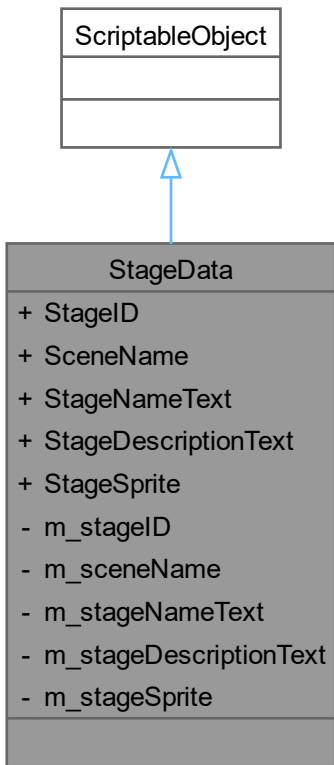 ScriptableObject
StageData
+ StageID
+ SceneName
+ StageNameText
+ StageDescriptionText
+ StageSprite
- m_stageID
- m_sceneName
- m_stageNameText
- m_stageDescriptionText
- m_stageSprite